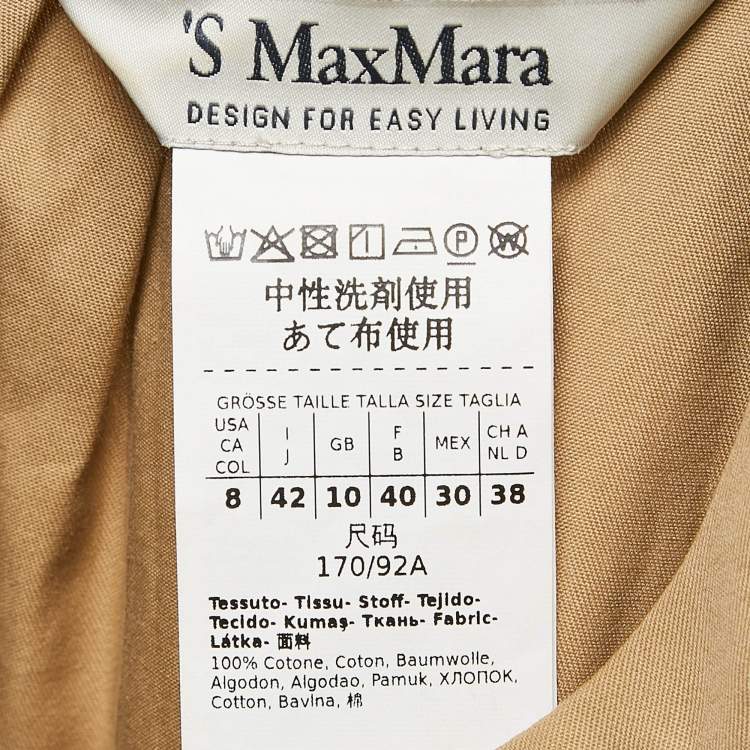 'S MaxMara
DESIGN FOR EASY LIVING
P
W
中性洗剤使用
あて布使用
GRÖSSE TAILLE TALLA SIZE TAGLIA
USA CA COL I J GB F B MEX CH A NL D
8 42 10 40 30 38
尺码
170/92A
Tessuto- Tissu- Stoff- Tejido-
Tecido- Kumaş- Ткань- Fabric-
Látka- 面料
100% Cotone, Coton, Baumwolle,
Algodon, Algodao, Pamuk, ХЛОПОК,
Cotton, Bavlna, 棉